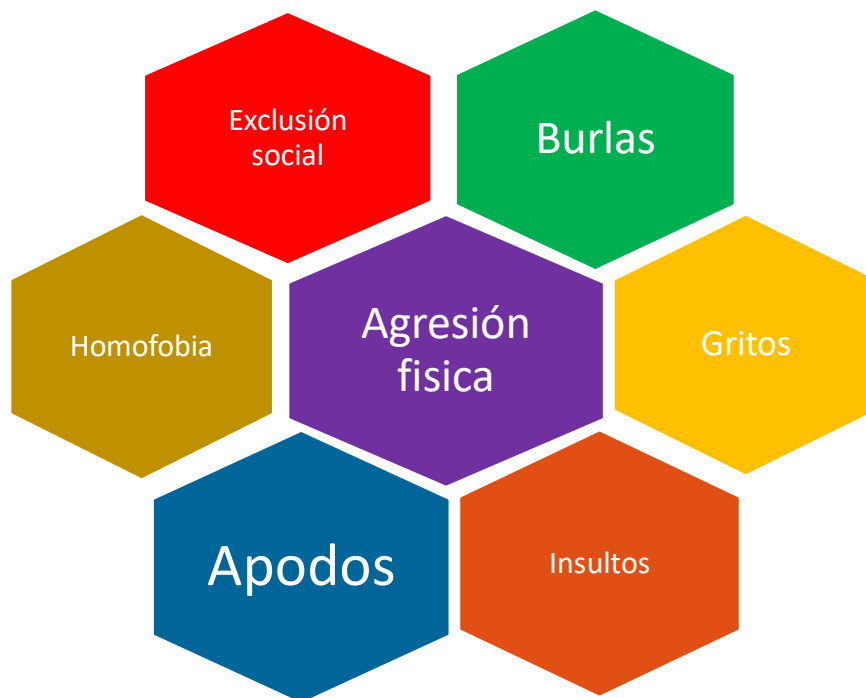 Exclusión
social
Burlas
Homofobia
Agresión
fisica
Gritos
Apodos
Insultos